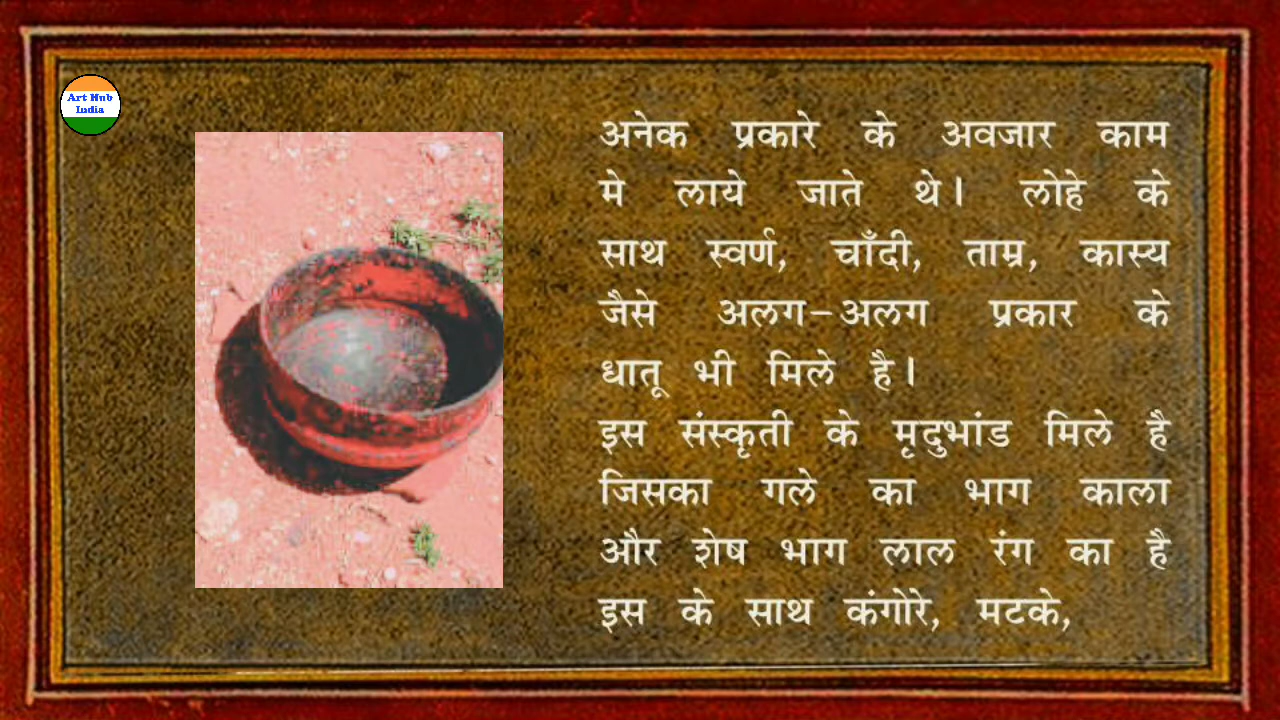 Art Hub
India
अनेक प्रकारे के अवजार काम
मे लाये जाते थे। लोहे के
साथ स्वर्ण, चाँदी, ताम्र, कास्य
जैसे अलग-अलग प्रकार के
धातू भी मिले है।
इस संस्कृती के मृदुभांड मिले है
जिसका गले का भाग काला
और शेष भाग लाल रंग का है
इस के साथ कंगोरे, मटके,